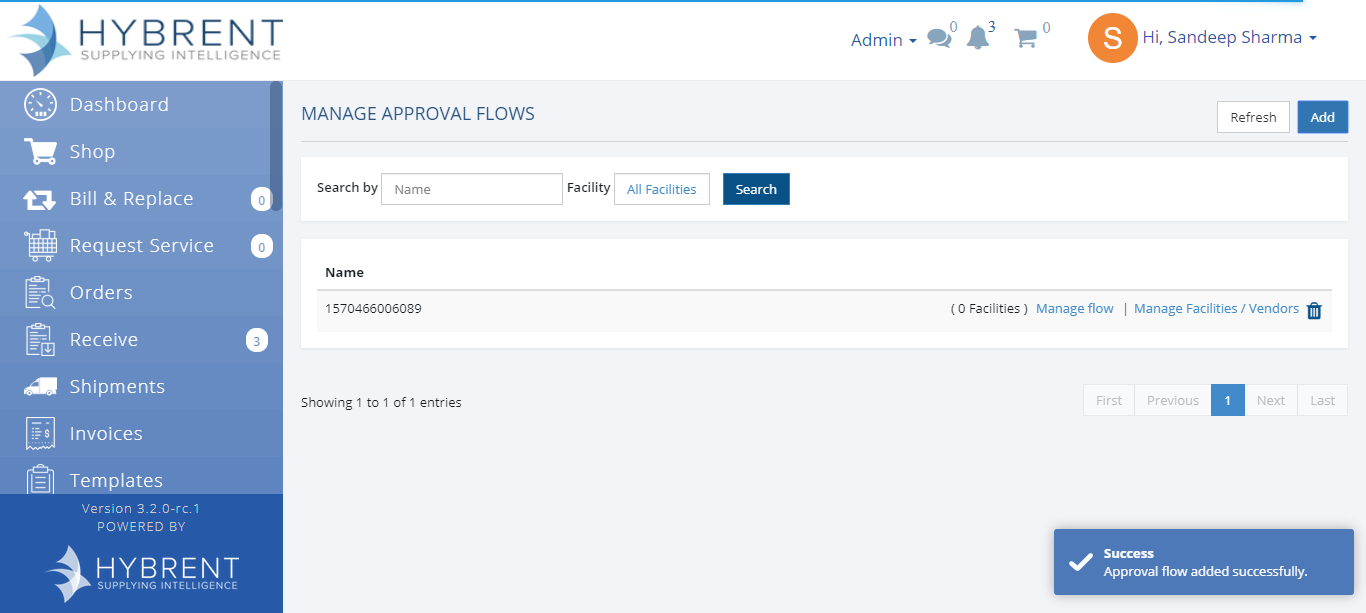 HYBRENT
SUPPLYING INTELLIGENCE
Admin
0
3
0
S
Hi, Sandeep Sharma
Dashboard
Shop
Bill & Replace 0
Request Service 0
Orders
Receive 3
Shipments
Invoices
Templates
Version 3.2.0-rc.1
POWERED BY
HYBRENT
SUPPLYING INTELLIGENCE
MANAGE APPROVAL FLOWS
Refresh Add
Search by Name Facility All Facilities Search
Name
1570466006089 ( 0 Facilities ) Manage flow | Manage Facilities / Vendors
Showing 1 to 1 of 1 entries
First Previous 1 Next Last
Success
Approval flow added successfully.